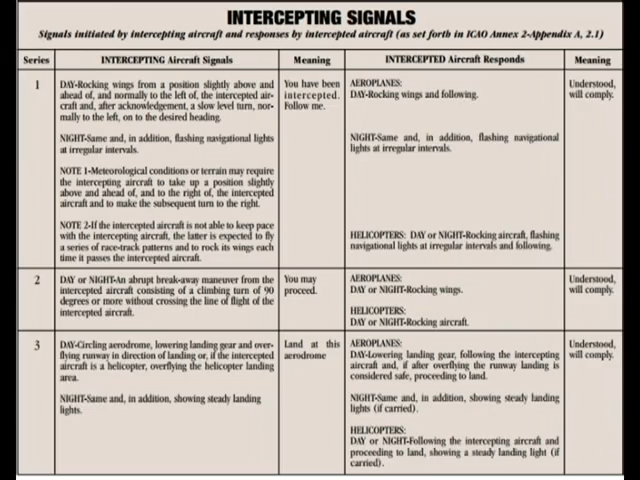 INTERCEPTING SIGNALS
Signals initiated by intercepting aircraft and responses by intercepted aircraft (as set forth in ICAO Annex 2-Appendix A, 2.1)
Series
INTERCEPTING Aircraft Signals
Meaning
INTERCEPTED Aircraft Responds
Meaning
1
DAY-Rocking wings from a position slightly above and
ahead of, and normally to the left of, the intercepted air-
craft and, after acknowledgement, a slow level turn, nor-
mally to the left, on to the desired heading.
NIGHT-Same and, in addition, flashing navigational lights
at irregular intervals.
NOTE 1-Meteorological conditions or terrain may require
the intercepting aircraft to take up a position slightly
above and ahead of, and to the right of, the intercepted
aircraft and to make the subsequent turn to the right.
NOTE 2-If the intercepted aircraft is not able to keep pace
with the intercepting aircraft, the latter is expected to fly
a series of race-track patterns and to rock its wings each
time it passes the intercepted aircraft.
You have been
intercepted.
Follow me.
AEROPLANES:
DAY-Rocking wings and following.
NIGHT-Same and, in addition, flashing navigational
lights at irregular intervals.
HELICOPTERS: DAY or NIGHT-Rocking aircraft, flashing
navigational lights at irregular intervals and following.
Understood,
will comply.
2
DAY or NIGHT-An abrupt break-away maneuver from the
intercepted aircraft consisting of a climbing turn of 90
degrees or more without crossing the line of flight of the
intercepted aircraft.
You may
proceed.
AEROPLANES:
DAY or NIGHT-Rocking wings.
HELICOPTERS:
DAY or NIGHT-Rocking aircraft.
Understood,
will comply.
3
DAY-Circling aerodrome, lowering landing gear and over-
flying runway in direction of landing or, if the intercepted
aircraft is a helicopter, overflying the helicopter landing
area.
NIGHT-Same and, in addition, showing steady landing
lights.
Land at this
aerodrome
AEROPLANES:
DAY-Lowering landing gear, following the intercepting
aircraft and, if after overflying the runway landing is
considered safe, proceeding to land.
NIGHT-Same and, in addition, showing steady landing
lights (if carried).
HELICOPTERS:
DAY or NIGHT-Following the intercepting aircraft and
proceeding to land, showing a steady landing light (if
carried).
Understood,
will comply.